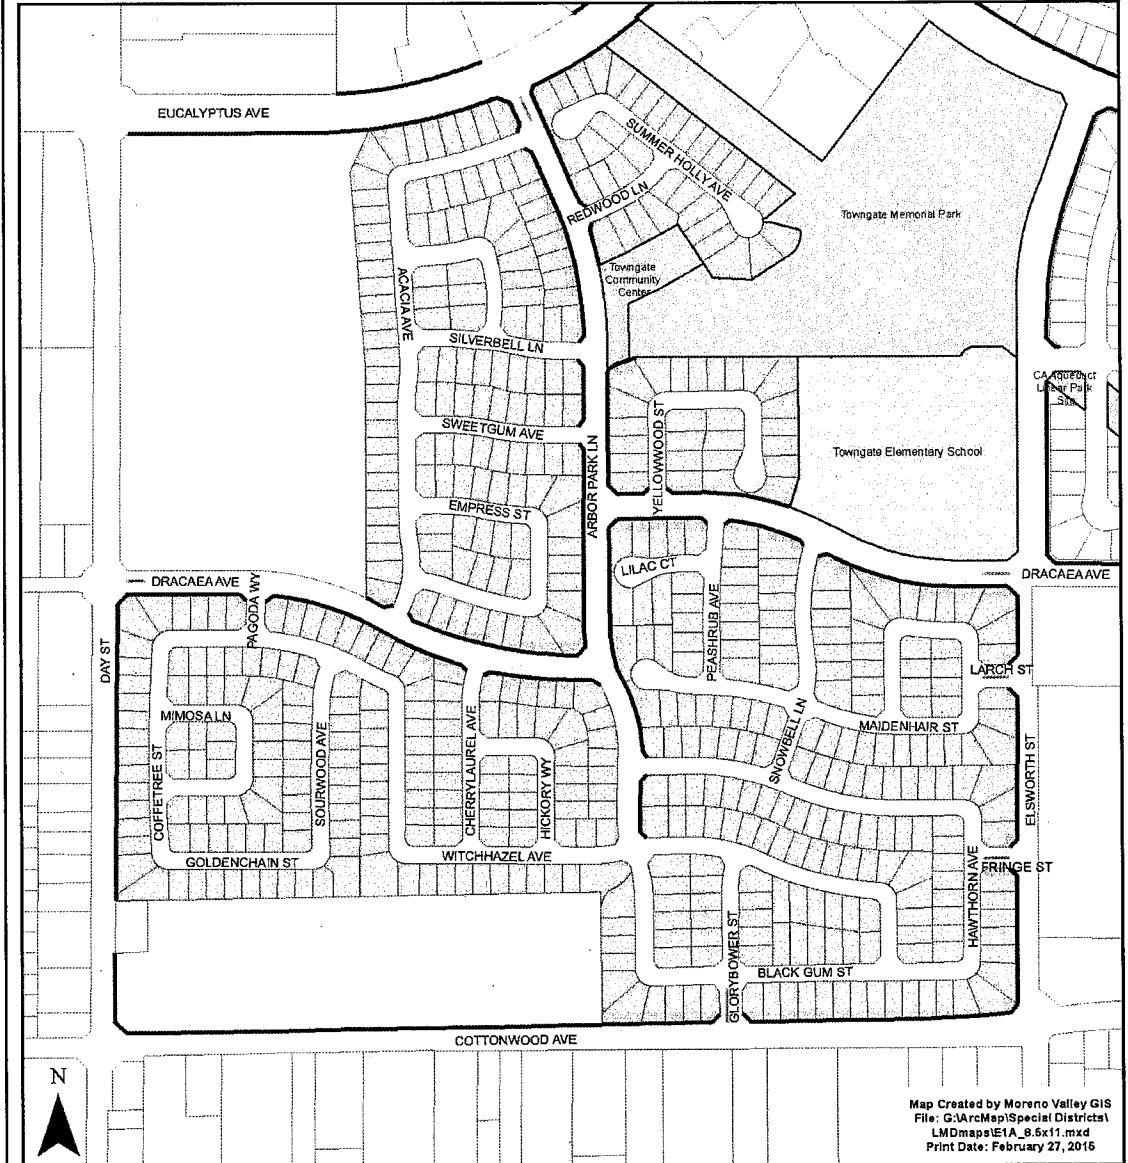 EUCALYPTUS AVE
SUMMER HOLLY AVE
REDWOOD LN
Towngate Memorial Park
Towngate
Community
Center
ACACIA AVE
SILVERBELL LN
CA Aqueduct
Linear Park
Site
YELLOWWOOD ST
SWEETGUM AVE
ARBOR PARK LN
Towngate Elementary School
EMPRESS ST
LILAC CT
DRACAEA AVE
DRACAEA AVE
PAGODA WY
PEASHRUB AVE
DAY ST
LARCH ST
MIMOSA LN
MAIDENHAIR ST
SNOWBELL LN
COFFETREE ST
SOURWOOD AVE
CHERRYLAUREL AVE
HICKORY WY
ELSWORTH ST
GOLDENCHAIN ST
WITCHHAZEL AVE
FRINGE ST
HAWTHORN AVE
GLORYBOWER ST
BLACK GUM ST
COTTONWOOD AVE
N
Map Created by Moreno Valley GIS
File: G:\ArcMap\Special Districts\
LMDmaps\E1A_8.5x11.mxd
Print Date: February 27, 2015